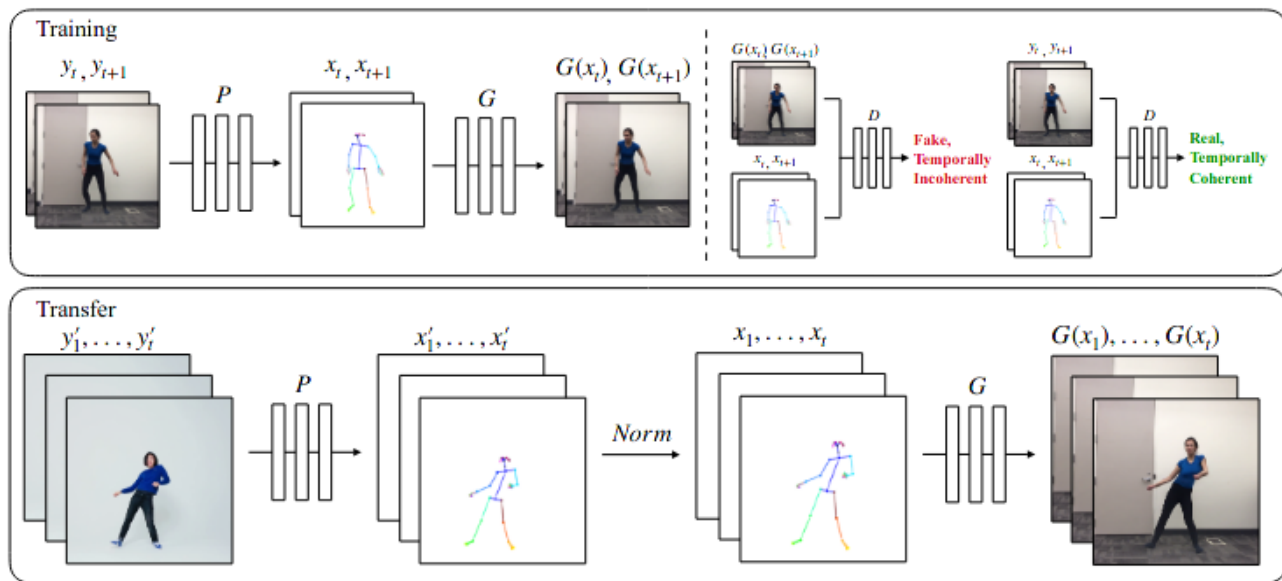 Training
y_t, y_{t+1}
P
x_t, x_{t+1}
G
G(x_t), G(x_{t+1})
G(x_t), G(x_{t+1})
x_t, x_{t+1}
D
Fake,
Temporally
Incoherent
y_t, y_{t+1}
x_t, x_{t+1}
D
Real,
Temporally
Coherent
Transfer
y'_1, . . . , y'_t
P
x'_1, . . . , x'_t
Norm
x_1, . . . , x_t
G
G(x_1), . . . , G(x_t)